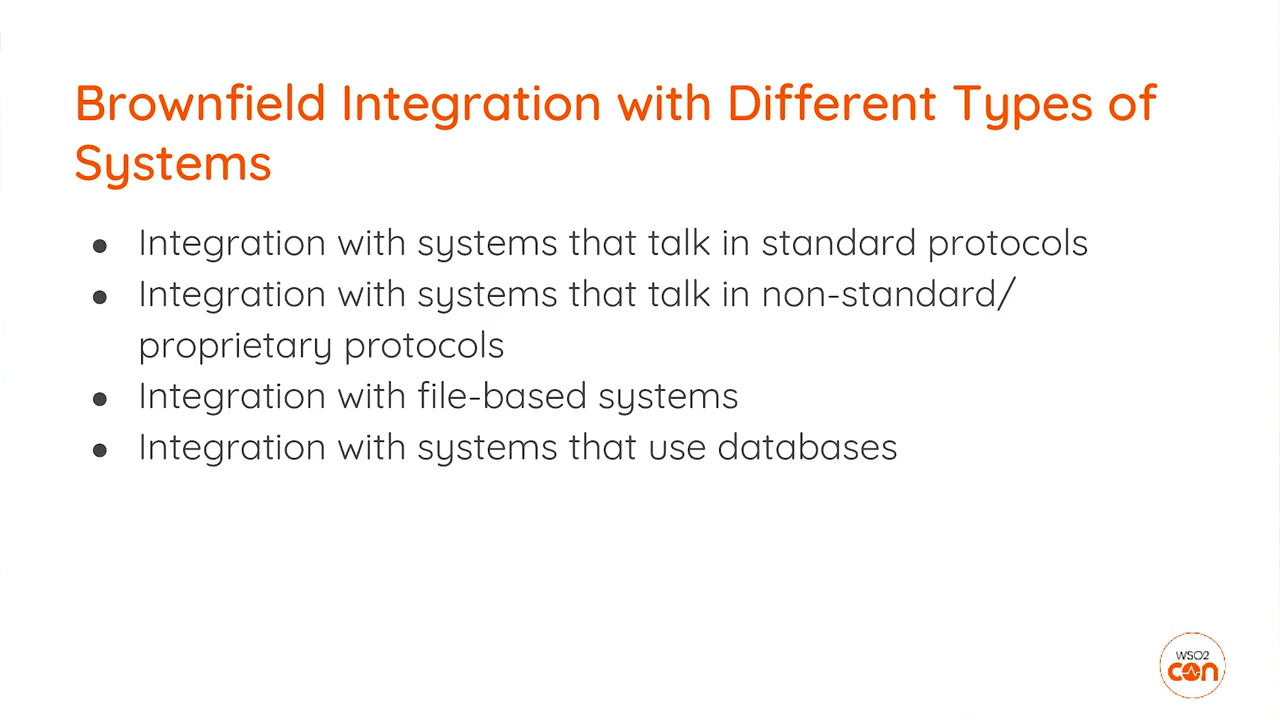 Brownfield Integration with Different Types of
Systems
● Integration with systems that talk in standard protocols
● Integration with systems that talk in non-standard/
proprietary protocols
● Integration with file-based systems
● Integration with systems that use databases
WSO2
con